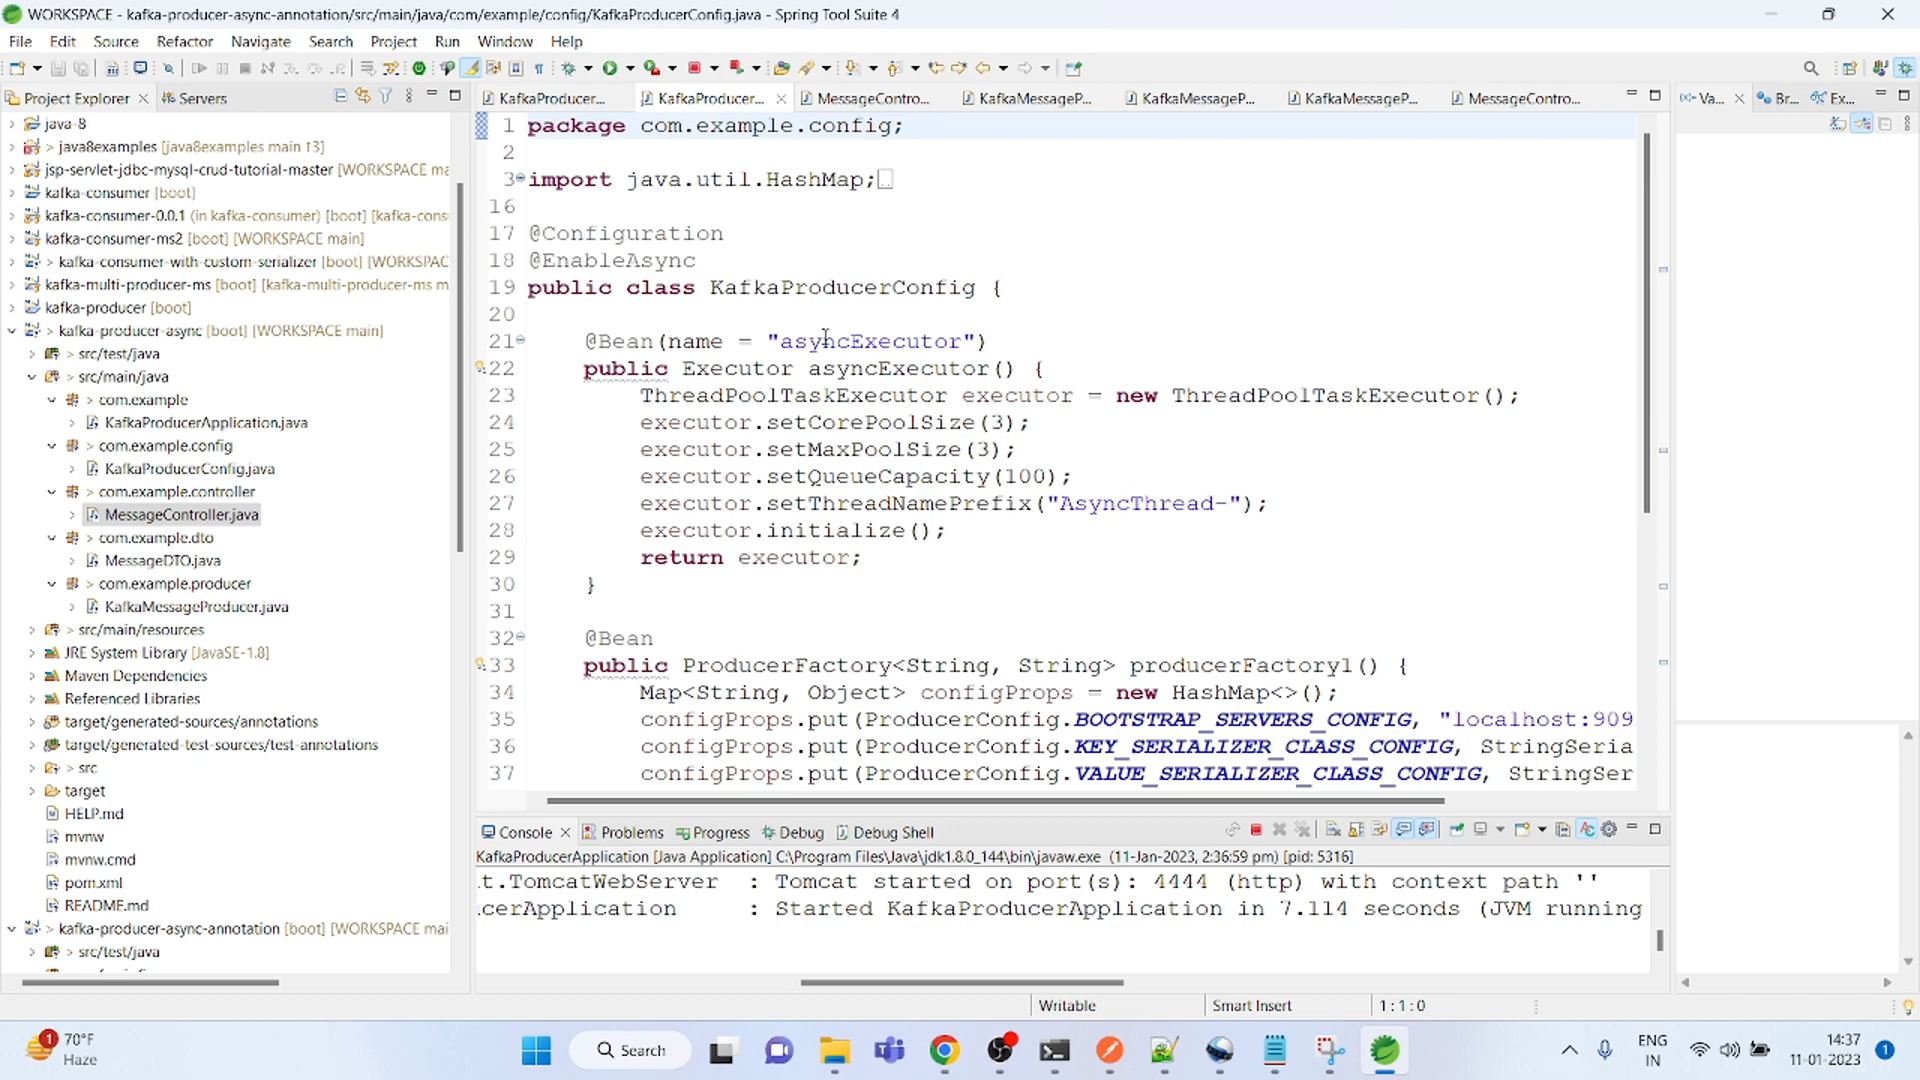 WORKSPACE - kafka-producer-async-annotation/src/main/java/com/example/config/KafkaProducerConfig.java - Spring Tool Suite 4
File Edit Source Refactor Navigate Search Project Run Window Help
Project Explorer
Servers
java-8
> java8examples [java8examples main ↑3]
jsp-servlet-jdbc-mysql-crud-tutorial-master [WORKSPACE ma
kafka-consumer [boot]
kafka-consumer-0.0.1 (in kafka-consumer) [boot] [kafka-cons
kafka-consumer-ms2 [boot] [WORKSPACE main]
> kafka-consumer-with-custom-serializer [boot] [WORKSPAC
kafka-multi-producer-ms [boot] [kafka-multi-producer-ms m
kafka-producer [boot]
> kafka-producer-async [boot] [WORKSPACE main]
> src/test/java
> src/main/java
> com.example
KafkaProducerApplication.java
> com.example.config
KafkaProducerConfig.java
> com.example.controller
MessageController.java
> com.example.dto
MessageDTO.java
> com.example.producer
KafkaMessageProducer.java
> src/main/resources
JRE System Library [JavaSE-1.8]
Maven Dependencies
Referenced Libraries
target/generated-sources/annotations
target/generated-test-sources/test-annotations
> src
target
HELP.md
mvnw
mvnw.cmd
pom.xml
README.md
> kafka-producer-async-annotation [boot] [WORKSPACE mai
> src/test/java
KafkaProducer...
KafkaProducer...
MessageContro...
KafkaMessageP...
KafkaMessageP...
KafkaMessageP...
MessageContro...
1 package com.example.config;
2
3 import java.util.HashMap;
16
17 @Configuration
18 @EnableAsync
19 public class KafkaProducerConfig {
20
21 @Bean(name = "asyncExecutor")
22 public Executor asyncExecutor() {
23 ThreadPoolTaskExecutor executor = new ThreadPoolTaskExecutor();
24 executor.setCorePoolSize(3);
25 executor.setMaxPoolSize(3);
26 executor.setQueueCapacity(100);
27 executor.setThreadNamePrefix("AsyncThread-");
28 executor.initialize();
29 return executor;
30 }
31
32 @Bean
33 public ProducerFactory<String, String> producerFactory1() {
34 Map<String, Object> configProps = new HashMap<>();
35 configProps.put(ProducerConfig.BOOTSTRAP_SERVERS_CONFIG, "localhost:909
36 configProps.put(ProducerConfig.KEY_SERIALIZER_CLASS_CONFIG, StringSeria
37 configProps.put(ProducerConfig.VALUE_SERIALIZER_CLASS_CONFIG, StringSer
Va...
Br...
Ex...
Console
Problems
Progress
Debug
Debug Shell
KafkaProducerApplication [Java Application] C:\Program Files\Java\jdk1.8.0_144\bin\javaw.exe (11-Jan-2023, 2:36:59 pm) [pid: 5316]
t.TomcatWebServer : Tomcat started on port(s): 4444 (http) with context path ''
cerApplication : Started KafkaProducerApplication in 7.114 seconds (JVM running
Writable
Smart Insert
1 : 1 : 0
1
70°F
Haze
Search
ENG
IN
14:37
11-01-2023
1